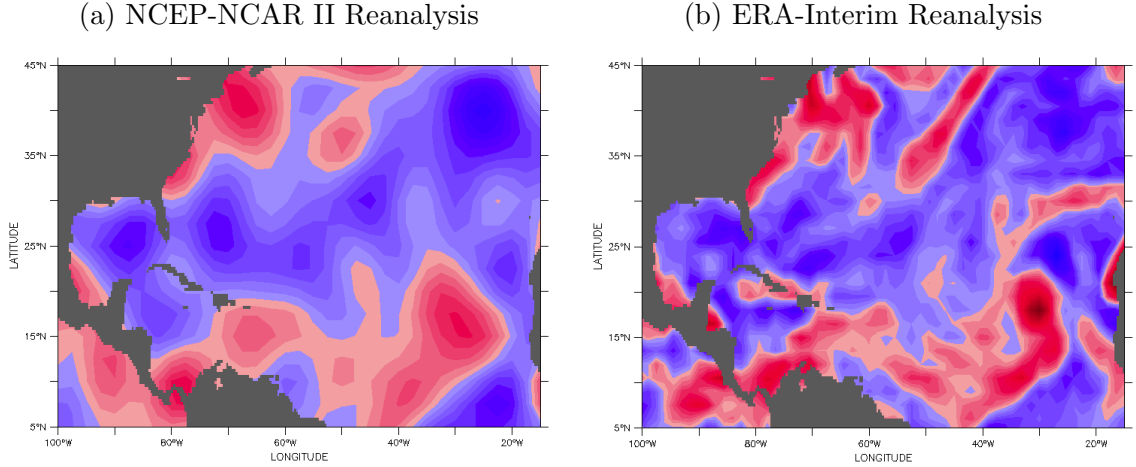 (a) NCEP-NCAR II Reanalysis
(b) ERA-Interim Reanalysis
45°N
35°N
25°N
15°N
5°N
LATITUDE
100°W
80°W
60°W
40°W
20°W
LONGITUDE
45°N
35°N
25°N
15°N
5°N
LATITUDE
100°W
80°W
60°W
40°W
20°W
LONGITUDE